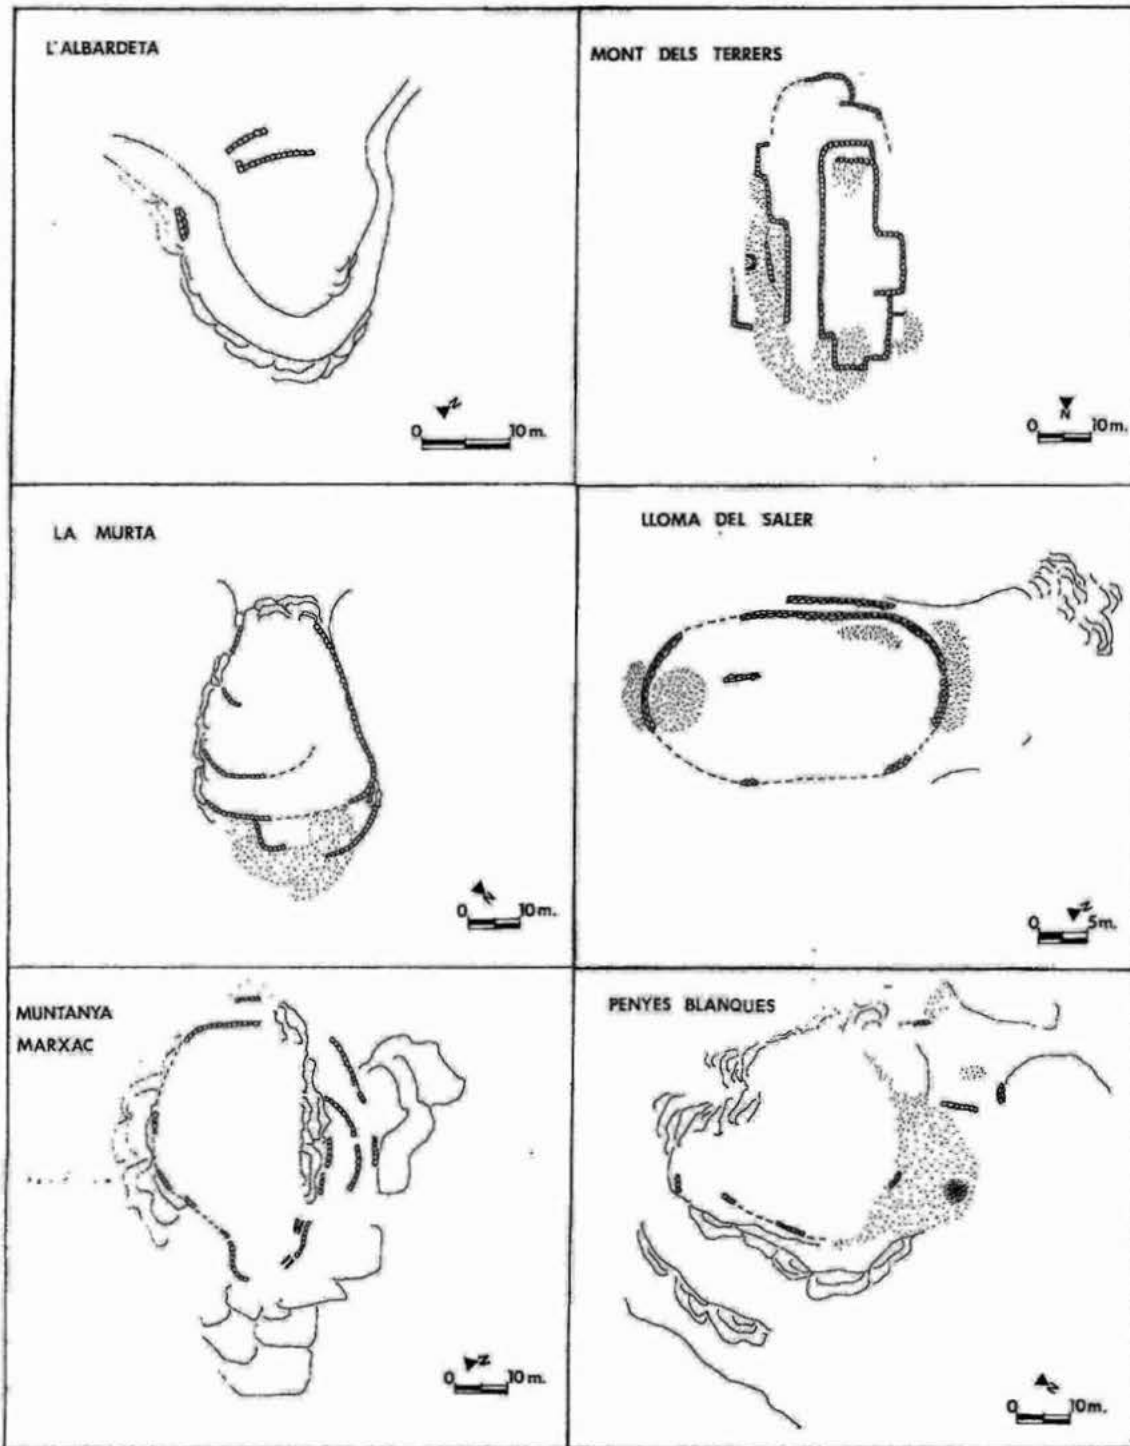 L'ALBARDETA
N
0 10 m.
MONT DELS TERRERS
N
0 10 m.
LA MURTA
N
0 10 m.
LLOMA DEL SALER
N
0 5 m.
MUNTANYA
MARXAC
N
0 10 m.
PENYES BLANQUES
N
0 10 m.